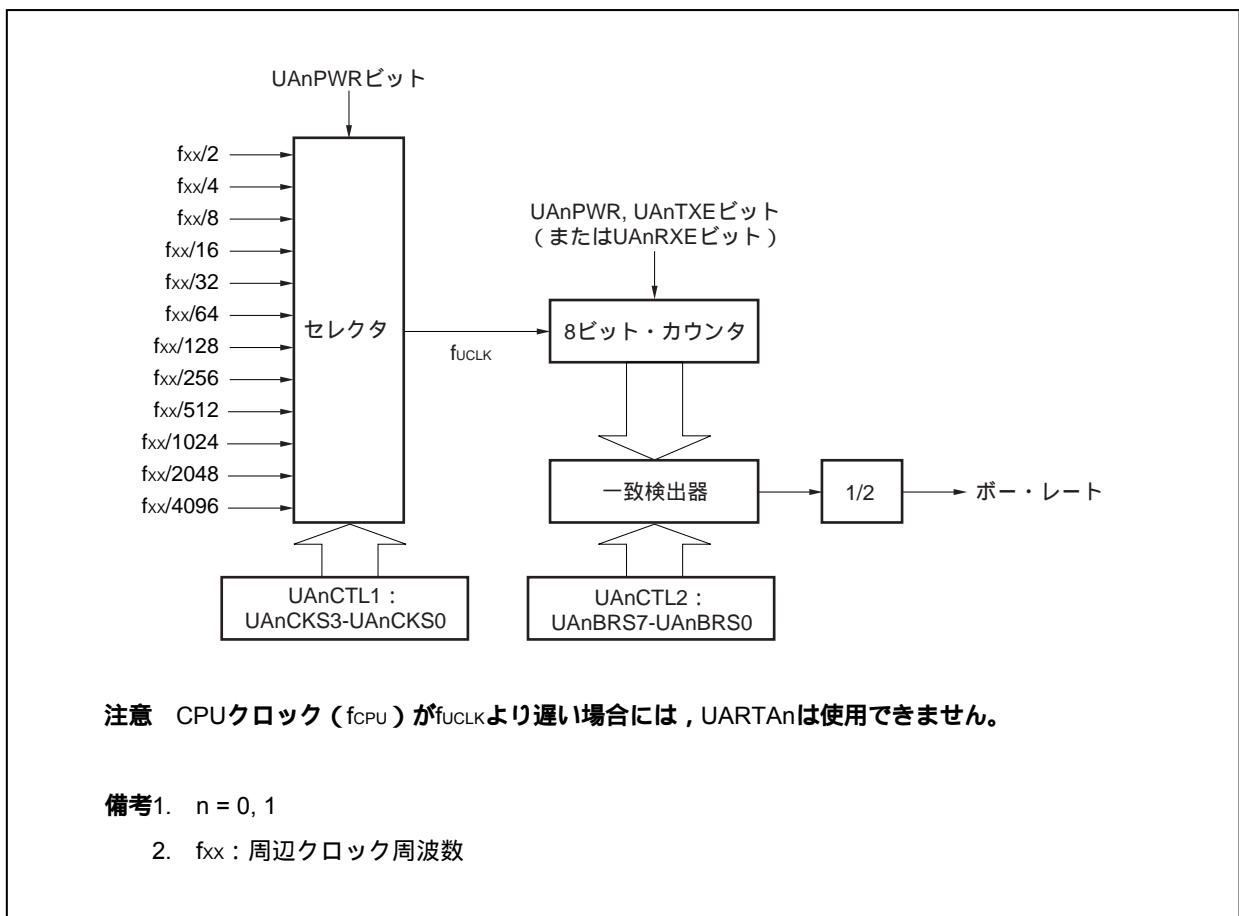 UAnPWRビット
fXX/2
fXX/4
fXX/8
fXX/16
fXX/32
fXX/64
fXX/128
fXX/256
fXX/512
fXX/1024
fXX/2048
fXX/4096
セレクタ
fUCLK
UAnPWR, UAnTXEビット
（またはUAnRXEビット）
8ビット・カウンタ
一致検出器
1/2
ボー・レート
UAnCTL1：
UAnCKS3-UAnCKS0
UAnCTL2：
UAnBRS7-UAnBRS0
注意　CPUクロック（fCPU）がfUCLKより遅い場合には，UARTAnは使用できません。
備考1.　n = 0, 1
2.　fXX：周辺クロック周波数